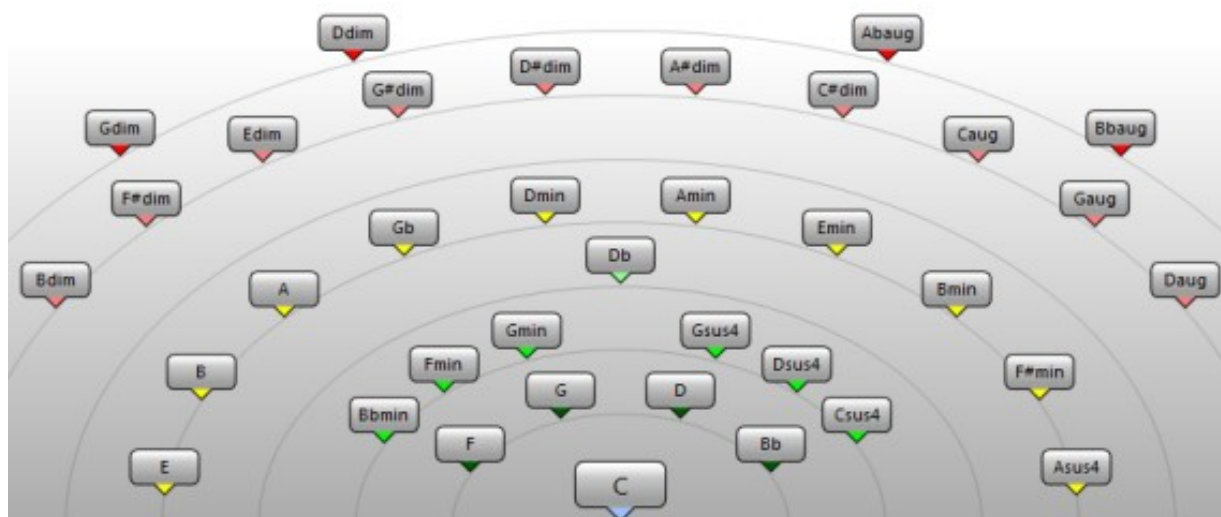 Ddim
Abaug
D#dim
A#dim
G#dim
C#dim
Gdim
Edim
Caug
Bbaug
F#dim
Gaug
Dmin
Amin
Gb
Emin
Db
Bdim
A
Bmin
Daug
Gmin
Gsus4
Fmin
Dsus4
B
F#min
G
D
Bbmin
Csus4
F
Bb
E
Asus4
C